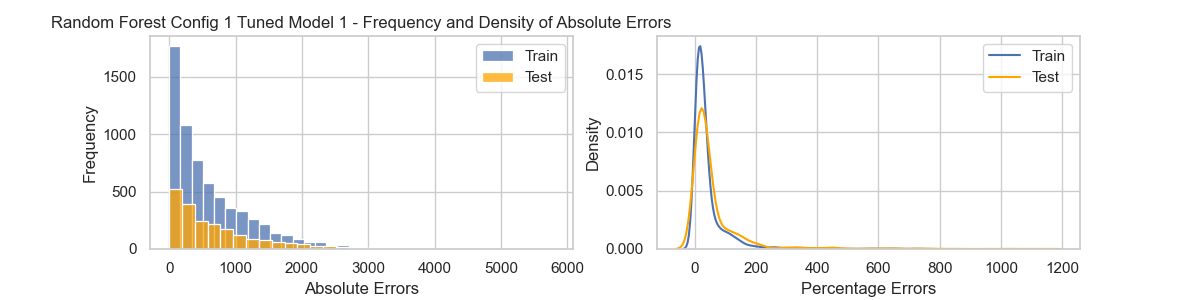 Random Forest Config 1 Tuned Model 1 - Frequency and Density of Absolute Errors
Frequency
1500
1000
500
0
0 1000 2000 3000 4000 5000 6000
Absolute Errors
Train
Test
Density
0.015
0.010
0.005
0.000
0 200 400 600 800 1000 1200
Percentage Errors
Train
Test